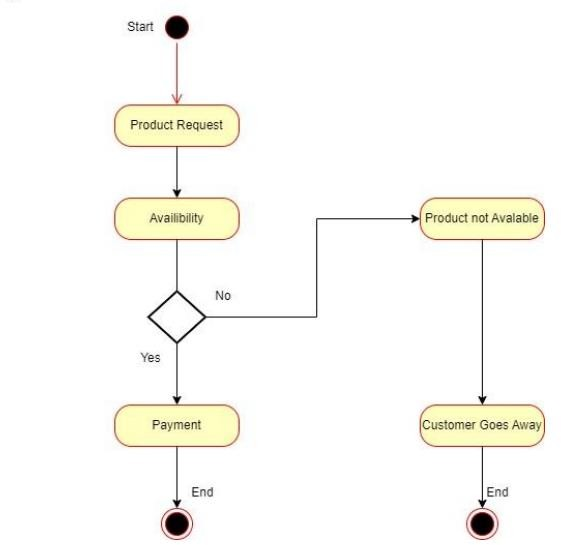 Start
Product Request
Availibility
Product not Avalable
No
Yes
Payment
Customer Goes Away
End
End